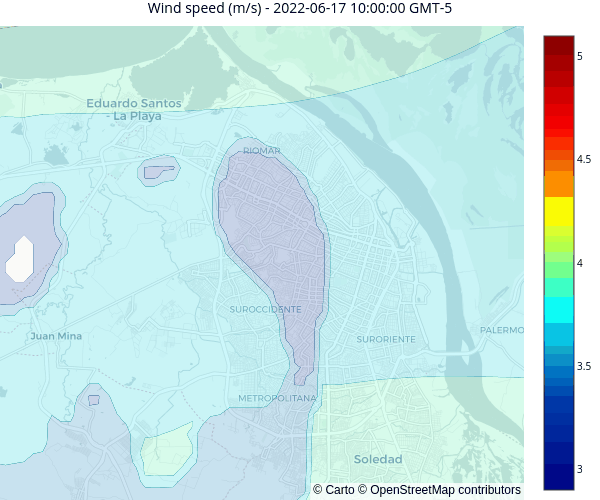 Wind speed (m/s) - 2022-06-17 10:00:00 GMT-5
5
4.5
4
3.5
3
Eduardo Santos
- La Playa
RIOMAR
SUROCCIDENTE
PALERMO
Juan Mina
SURORIENTE
METROPOLITANA
Soledad
© Carto © OpenStreetMap contributors